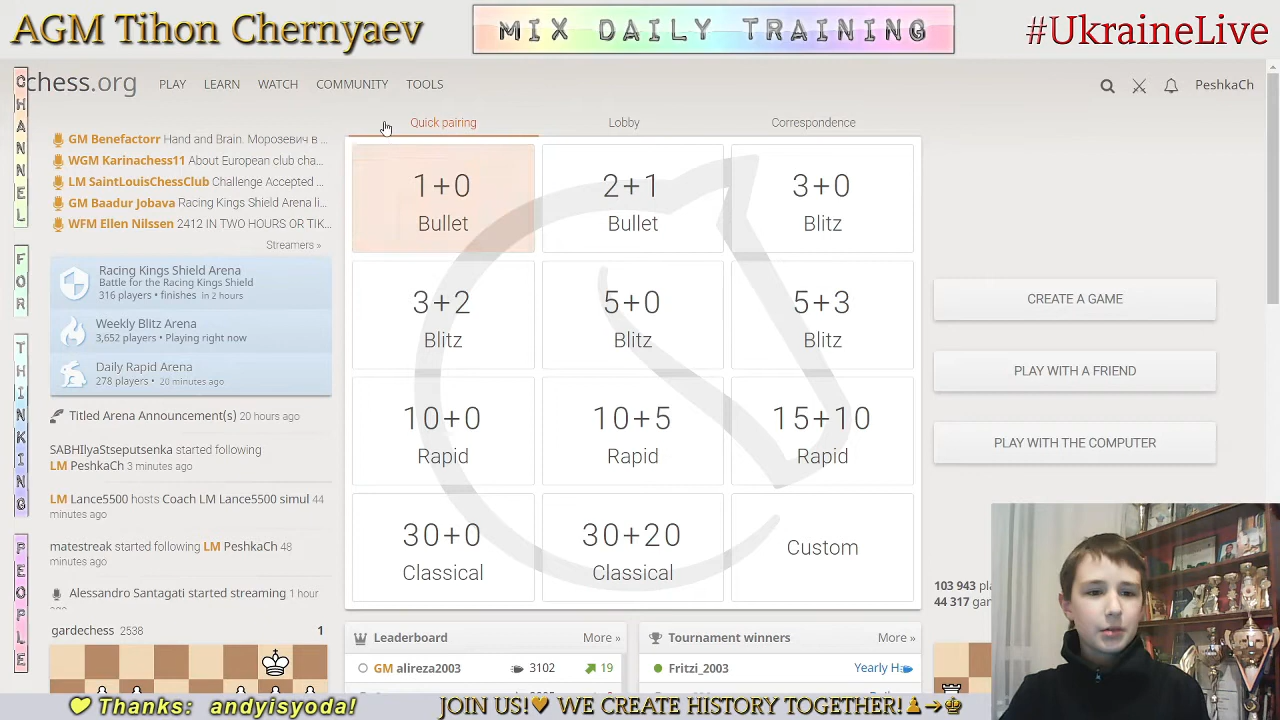 AGM Tihon Chernyaev
MIX DAILY TRAINING
#UkraineLive
CHANNEL
FOR
THINKING
PEOPLE
chess.org
PLAY
LEARN
WATCH
COMMUNITY
TOOLS
PeshkaCh
GM Benefactorr Hand and Brain. Морозевич в ...
WGM Karinachess11 About European club cha...
LM SaintLouisChessClub Challenge Accepted ...
GM Baadur Jobava Racing Kings Shield Arena li...
WFM Ellen Nilssen 2412 IN TWO HOURS OR TIK...
Streamers »
Racing Kings Shield Arena
Battle for the Racing Kings Shield
316 players • finishes in 2 hours
Weekly Blitz Arena
3,652 players • Playing right now
Daily Rapid Arena
278 players • 20 minutes ago
Titled Arena Announcement(s) 20 hours ago
SABHIlyaStseputsenka started following
LM PeshkaCh 3 minutes ago
LM Lance5500 hosts Coach LM Lance5500 simul 44
minutes ago
matestreak started following LM PeshkaCh 48
minutes ago
Alessandro Santagati started streaming 1 hour
gardechess 2538 1
Quick pairing
Lobby
Correspondence
1+0
Bullet
2+1
Bullet
3+0
Blitz
3+2
Blitz
5+0
Blitz
5+3
Blitz
10+0
Rapid
10+5
Rapid
15+10
Rapid
30+0
Classical
30+20
Classical
Custom
CREATE A GAME
PLAY WITH A FRIEND
PLAY WITH THE COMPUTER
103 943
44 317
Leaderboard
More »
GM alireza2003 3102 19
Tournament winners
More »
Fritzi_2003 Yearly
Thanks: andyisyoda!
JOIN US! WE CREATE HISTORY TOGETHER!